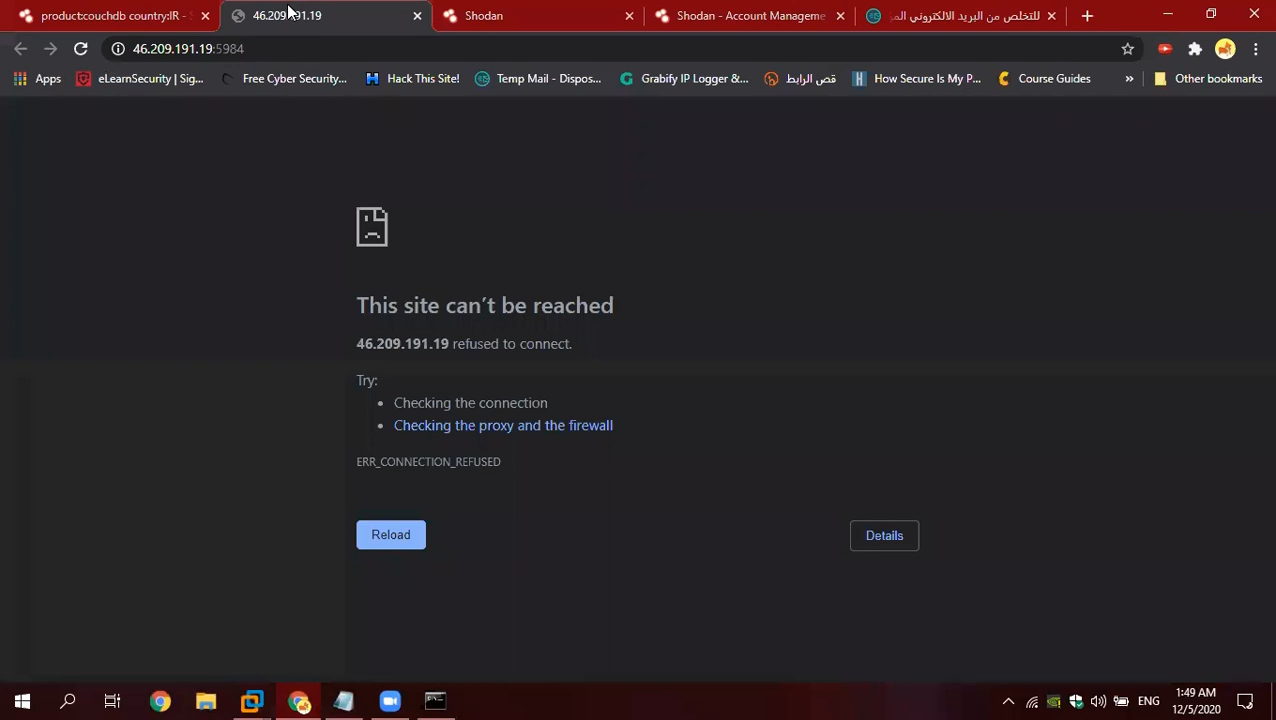 product:couchdb country:IR - S
46.209.191.19
Shodan
Shodan - Account Management
للتخلص من البريد الالكتروني المؤ
46.209.191.19:5984
Apps
eLearnSecurity | Sig...
Free Cyber Security...
Hack This Site!
Temp Mail - Dispos...
Grabify IP Logger &...
قص الرابط
How Secure Is My P...
Course Guides
»
Other bookmarks
This site can't be reached
46.209.191.19 refused to connect.
Try:
• Checking the connection
• Checking the proxy and the firewall
ERR_CONNECTION_REFUSED
Reload
Details
ENG
1:49 AM
12/5/2020